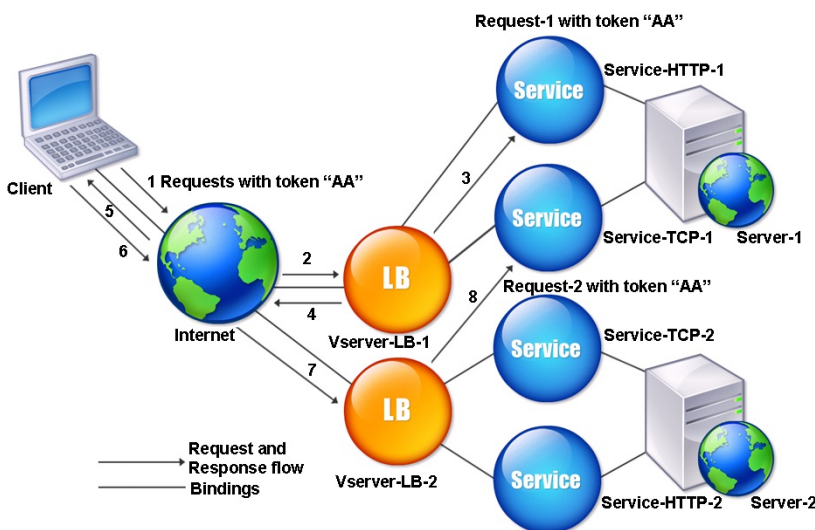 Request-1 with token “AA”
Service
Service-HTTP-1
Client
1 Requests with token “AA”
3
5
6
Service
Service-TCP-1
Server-1
2
LB
4
8
Request-2 with token “AA”
Internet
Vserver-LB-1
Service
Service-TCP-2
7
LB
Request and
Response flow
Bindings
Vserver-LB-2
Service
Service-HTTP-2
Server-2